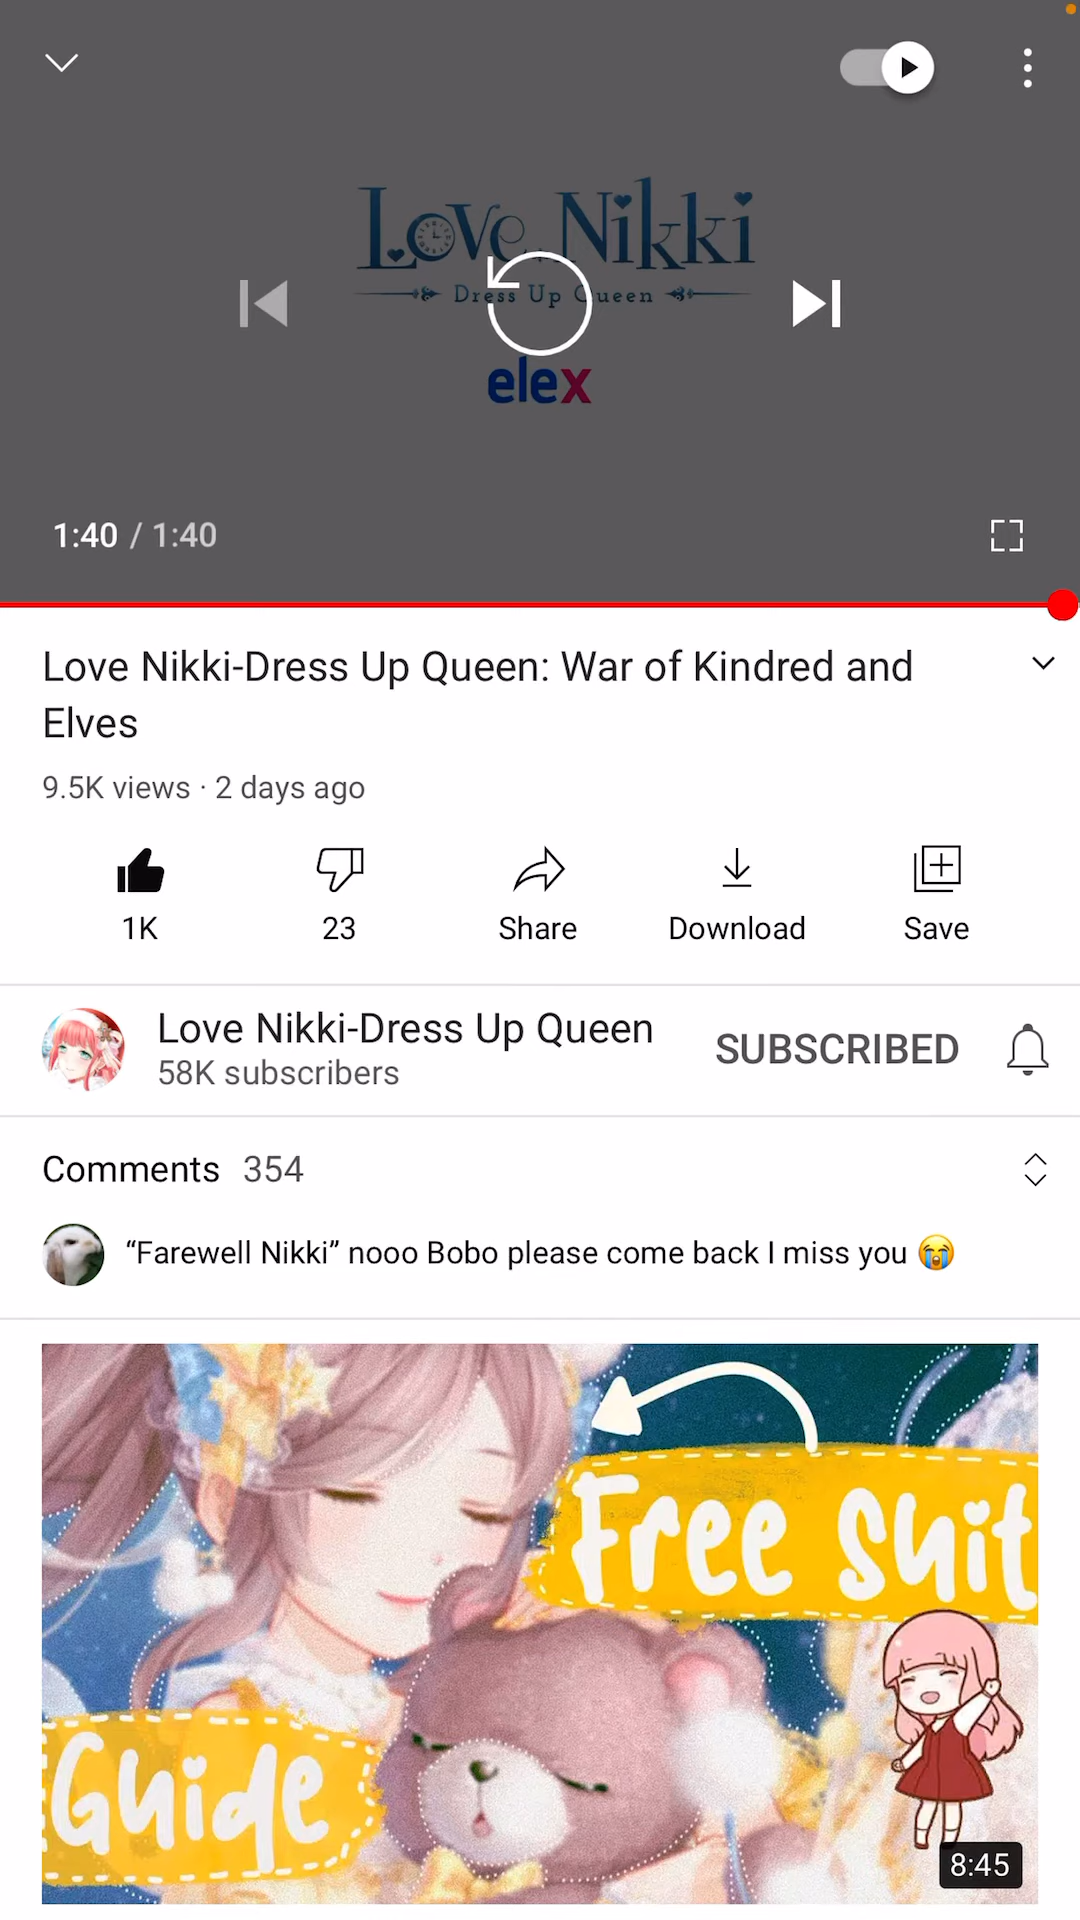 Love Nikki
Dress Up Queen
elex
1:40 / 1:40
Love Nikki-Dress Up Queen: War of Kindred and
Elves
9.5K views · 2 days ago
1K
23
Share
Download
Save
Love Nikki-Dress Up Queen
58K subscribers
SUBSCRIBED
Comments 354
“Farewell Nikki” nooo Bobo please come back I miss you 😭
Free suit
Guide
8:45